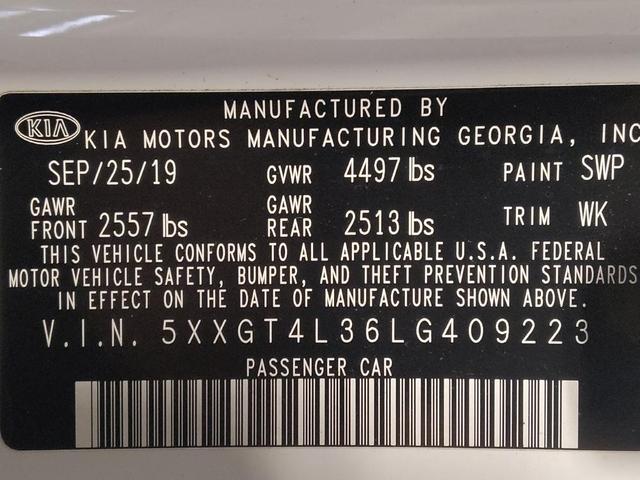 MANUFACTURED BY
KIA KIA MOTORS MANUFACTURING GEORGIA, INC
SEP/25/19 GVWR 4497 lbs PAINT SWP
GAWR FRONT 2557 lbs GAWR REAR 2513 lbs TRIM WK
THIS VEHICLE CONFORMS TO ALL APPLICABLE U.S.A. FEDERAL
MOTOR VEHICLE SAFETY, BUMPER, AND THEFT PREVENTION STANDARDS
IN EFFECT ON THE DATE OF MANUFACTURE SHOWN ABOVE.
V.I.N. 5XXGT4L36LG409223
PASSENGER CAR